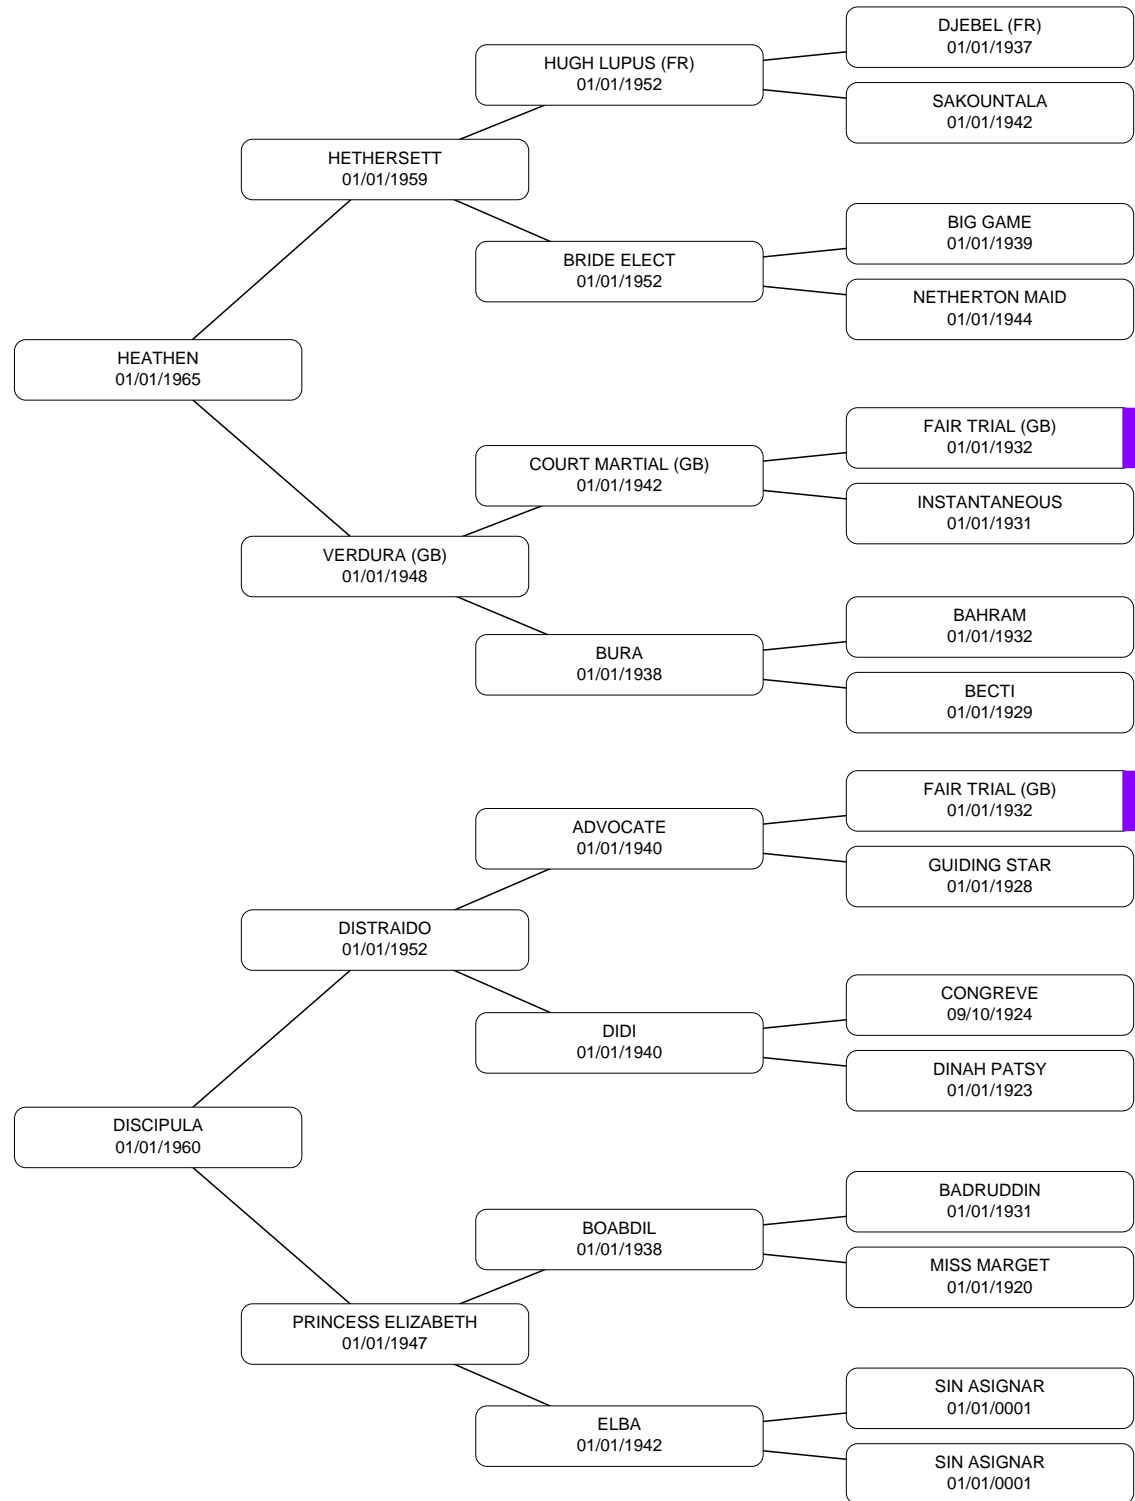 DJEBEL (FR)
01/01/1937
HUGH LUPUS (FR)
01/01/1952
SAKOUNTALA
01/01/1942
HETHERSETT
01/01/1959
BIG GAME
01/01/1939
BRIDE ELECT
01/01/1952
NETHERTON MAID
01/01/1944
HEATHEN
01/01/1965
FAIR TRIAL (GB)
01/01/1932
COURT MARTIAL (GB)
01/01/1942
INSTANTANEOUS
01/01/1931
VERDURA (GB)
01/01/1948
BAHRAM
01/01/1932
BURA
01/01/1938
BECTI
01/01/1929
FAIR TRIAL (GB)
01/01/1932
ADVOCATE
01/01/1940
GUIDING STAR
01/01/1928
DISTRAIDO
01/01/1952
CONGREVE
09/10/1924
DIDI
01/01/1940
DINAH PATSY
01/01/1923
DISCIPULA
01/01/1960
BADRUDDIN
01/01/1931
BOABDIL
01/01/1938
MISS MARGET
01/01/1920
PRINCESS ELIZABETH
01/01/1947
SIN ASIGNAR
01/01/0001
ELBA
01/01/1942
SIN ASIGNAR
01/01/0001